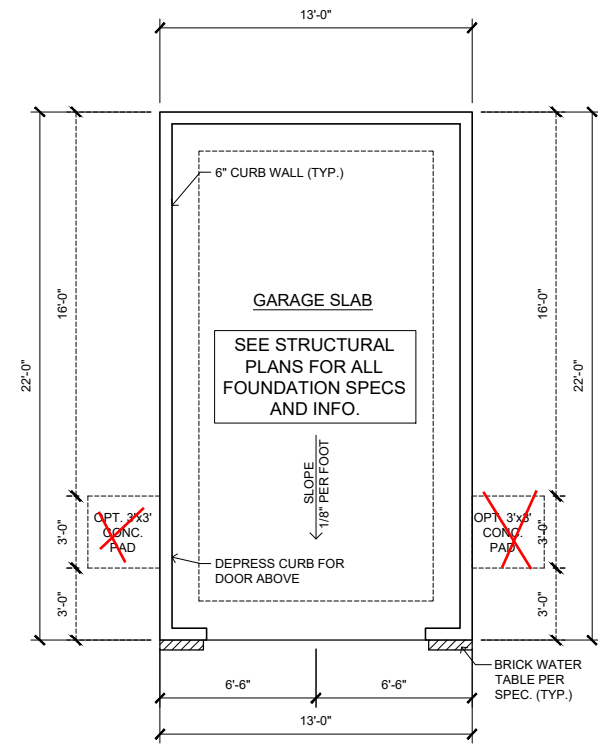 13'-0"
6" CURB WALL (TYP.)
16'-0"
16'-0"
GARAGE SLAB
22'-0"
22'-0"
SEE STRUCTURAL
PLANS FOR ALL
FOUNDATION SPECS
AND INFO.
SLOPE
1/8" PER FOOT
OPT. 3'x3'
CONC.
PAD
3'-0"
OPT. 3'x3'
CONC.
PAD
3'-0"
DEPRESS CURB FOR
DOOR ABOVE
3'-0"
3'-0"
BRICK WATER
TABLE PER
SPEC. (TYP.)
6'-6"
6'-6"
13'-0"